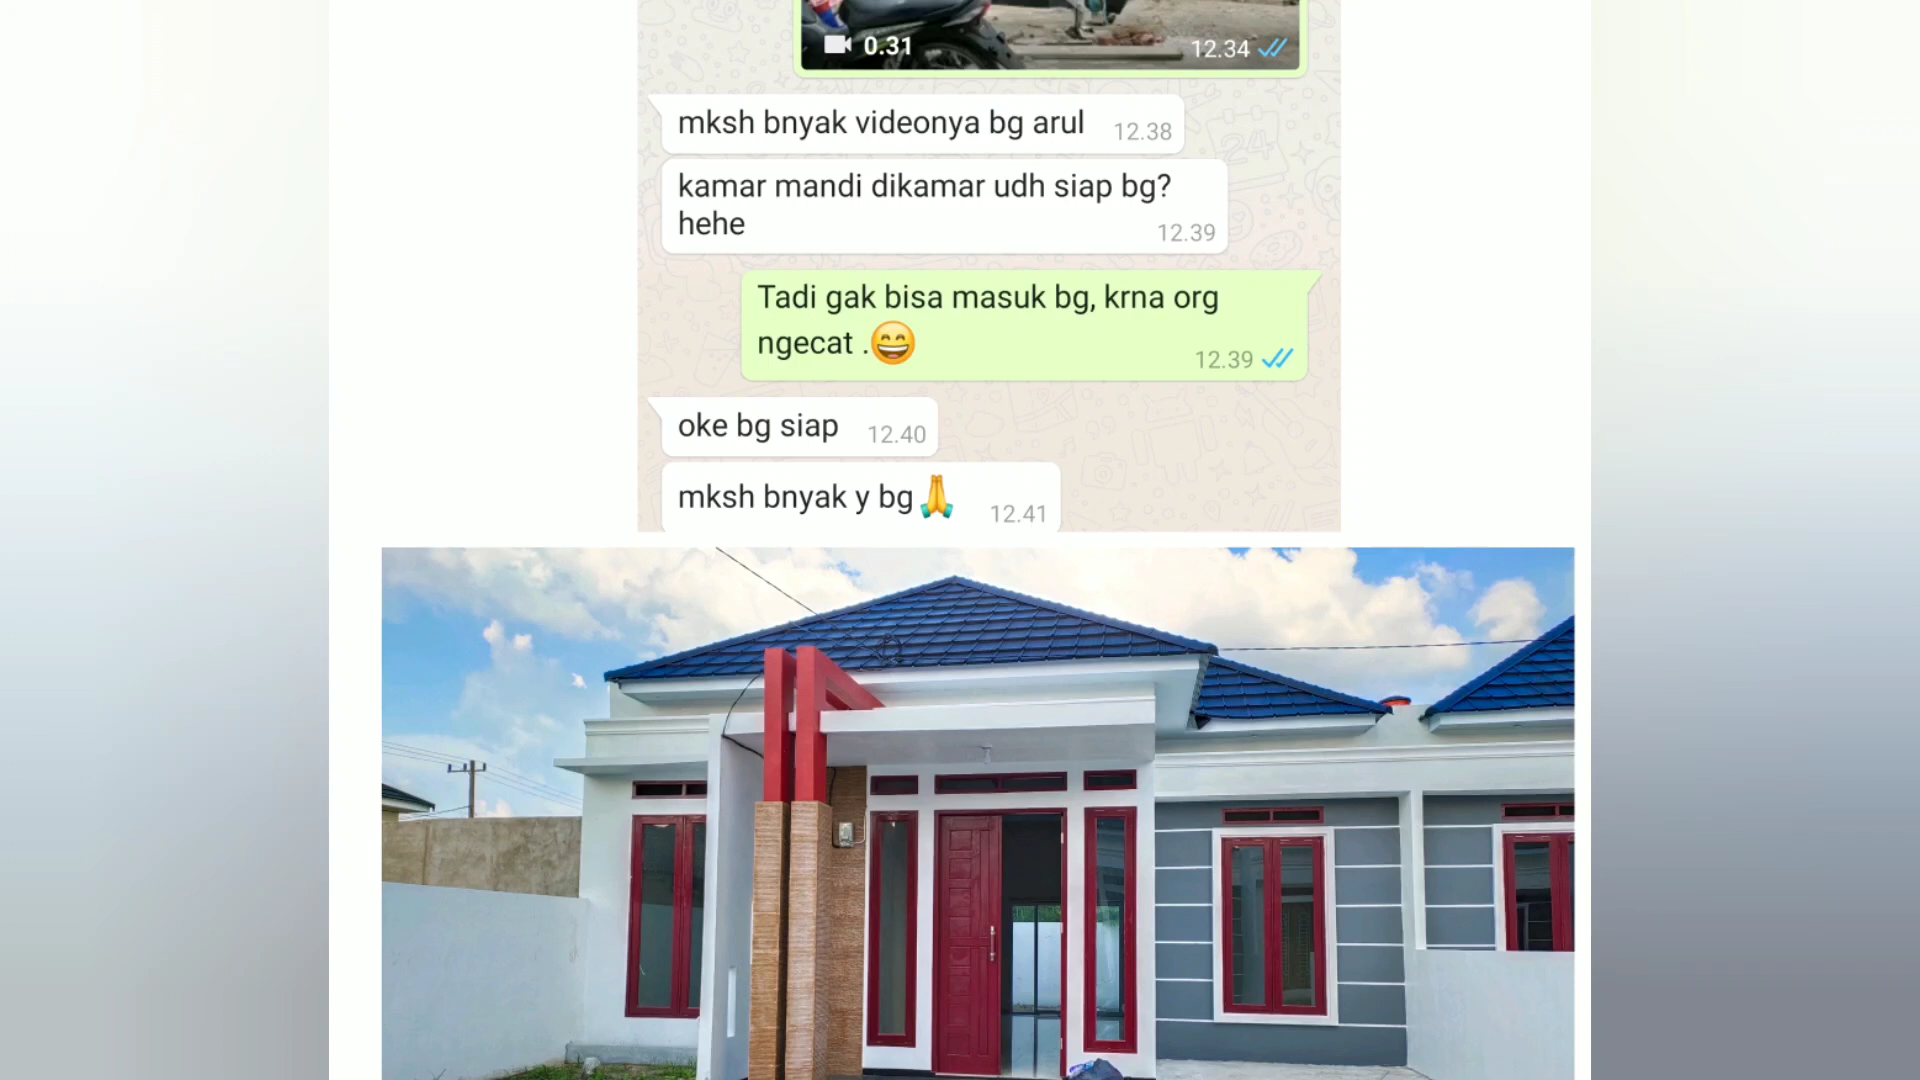 0.31
12.34
mksh bnyak videonya bg arul 12.38
kamar mandi dikamar udh siap bg?
hehe 12.39
Tadi gak bisa masuk bg, krna org
ngecat .😄 12.39
oke bg siap 12.40
mksh bnyak y bg🙏 12.41